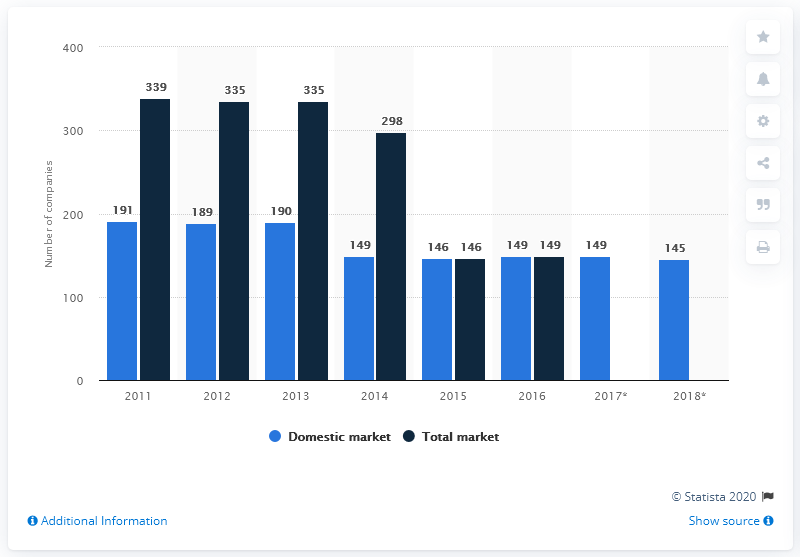 400
300
200
100
0
Number of companies
191 339
189 335
190 335
149 298
146 146
149 149
149
145
2011 2012 2013 2014 2015 2016 2017* 2018*
Domestic market Total market
© Statista 2020
Additional Information Show source